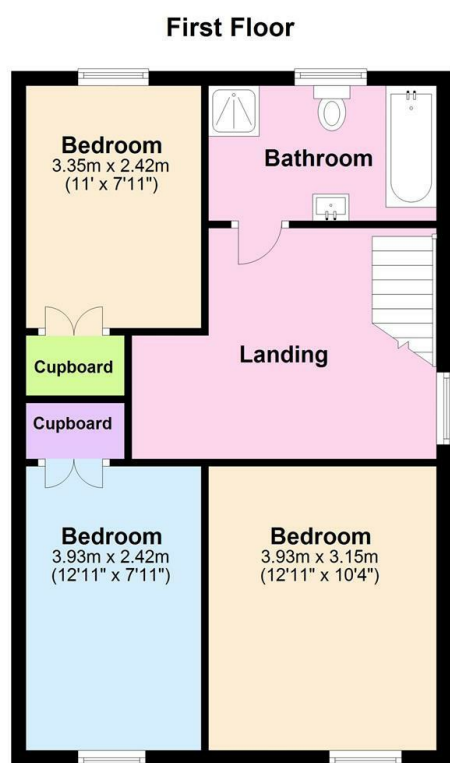 First Floor
Bedroom
3.35m x 2.42m
(11' x 7'11")
Bathroom
Landing
Cupboard
Cupboard
Bedroom
3.93m x 2.42m
(12'11" x 7'11")
Bedroom
3.93m x 3.15m
(12'11" x 10'4")